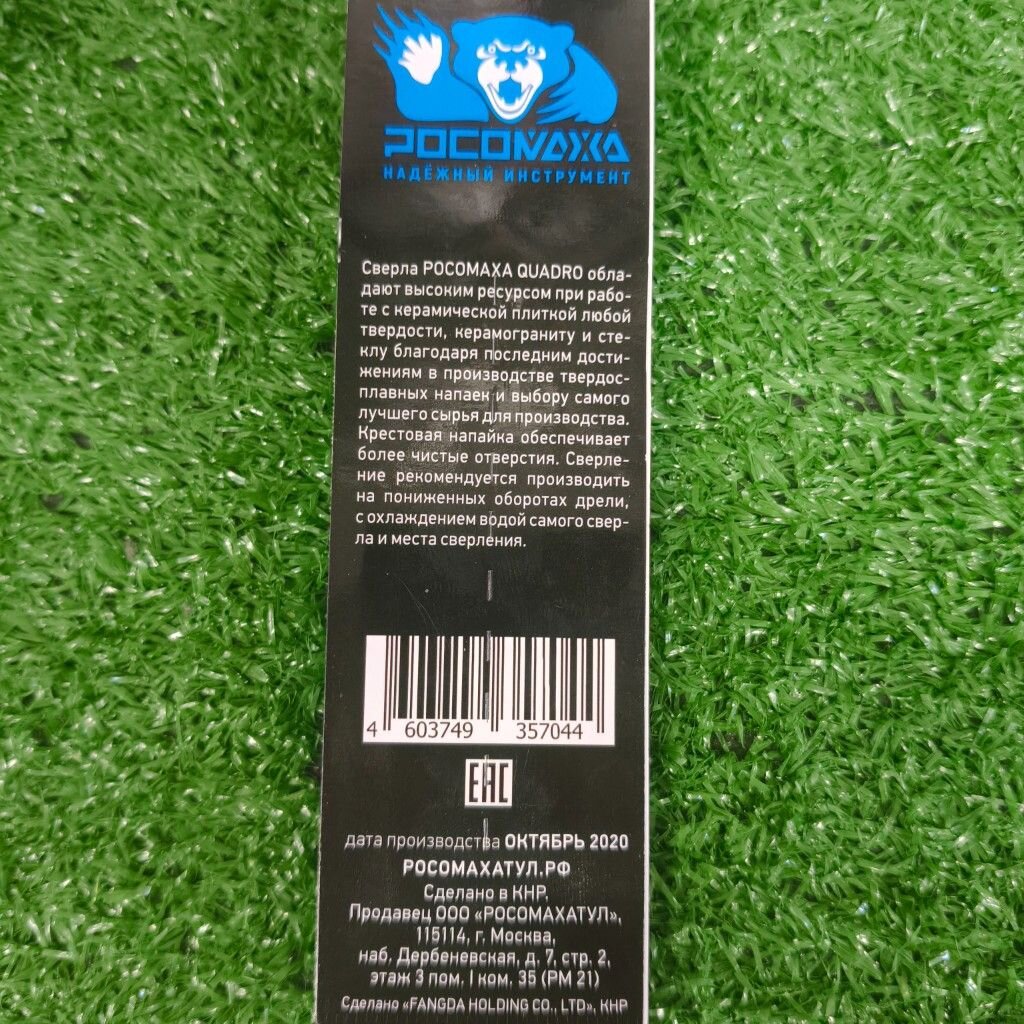 РОСОМАХА
НАДЁЖНЫЙ ИНСТРУМЕНТ
Сверла РОСОМАХА QUADRO обла-
дают высоким ресурсом при рабо-
те с керамической плиткой любой
твердости, керамограниту и сте-
клу благодаря последним дости-
жениям в производстве твердос-
плавных напаек и выбору самого
лучшего сырья для производства.
Крестовая напайка обеспечивает
более чистые отверстия. Сверле-
ние рекомендуется производить
на пониженных оборотах дрели,
с охлаждением водой самого свер-
ла и места сверления.
4 603749 357044
ЕАС
дата производства ОКТЯБРЬ 2020
РОСОМАХАТУЛ.РФ
Сделано в КНР.
Продавец ООО «РОСОМАХАТУЛ»,
115114, г. Москва,
наб. Дербеневская, д. 7, стр. 2,
этаж 3 пом. I ком. 35 (РМ 21)
Сделано «FANGDA HOLDING CO., LTD», КНР